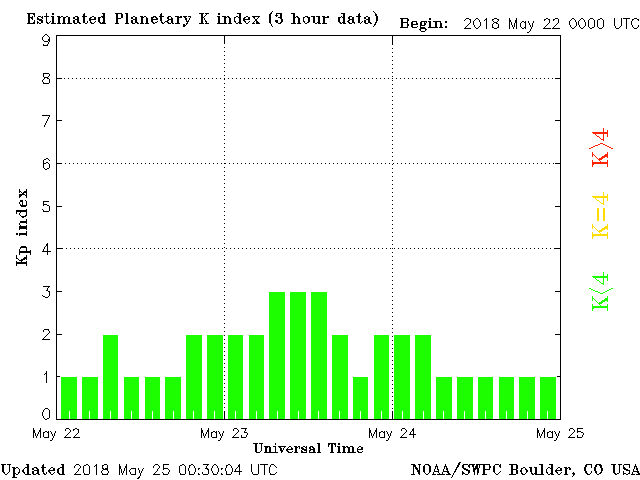 Estimated Planetary K index (3 hour data) Begin: 2018 May 22 0000 UTC
9
8
7
6
5
4
3
2
1
0
Kp index
K>4
K=4
K<4
May 22 May 23 May 24 May 25
Universal Time
Updated 2018 May 25 00:30:04 UTC NOAA/SWPC Boulder, CO USA